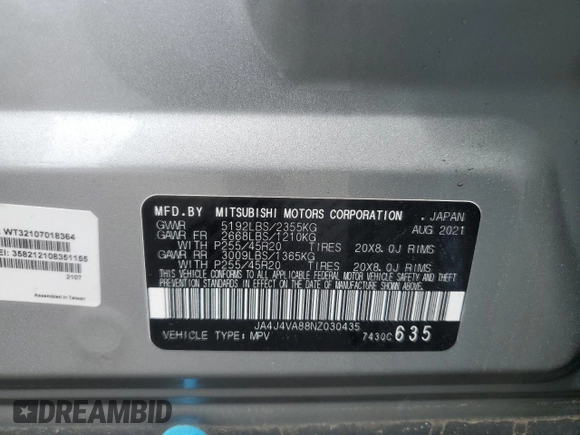 WT32107018364
EI: 358212108351155
2107
Assembled in Taiwan
MFD.BY MITSUBISHI MOTORS CORPORATION . JAPAN
GVWR 5192LBS/2355KG AUG 2021
GAWR FR 2668LBS/1210KG
WITH P255/45R20 TIRES 20X8.0J RIMS
GAWR RR 3009LBS/1365KG
WITH P255/45R20 TIRES 20X8.0J RIMS
THIS VEHICLE CONFORMS TO ALL APPLICABLE
FEDERAL MOTOR VEHICLE SAFETY AND THEFT
PREVENTION STANDARDS IN EFFECT ON THE DATE
OF MANUFACTURE SHOWN ABOVE.
JA4J4VA88NZ030435
VEHICLE TYPE: MPV 7430C 635
DREAMBID